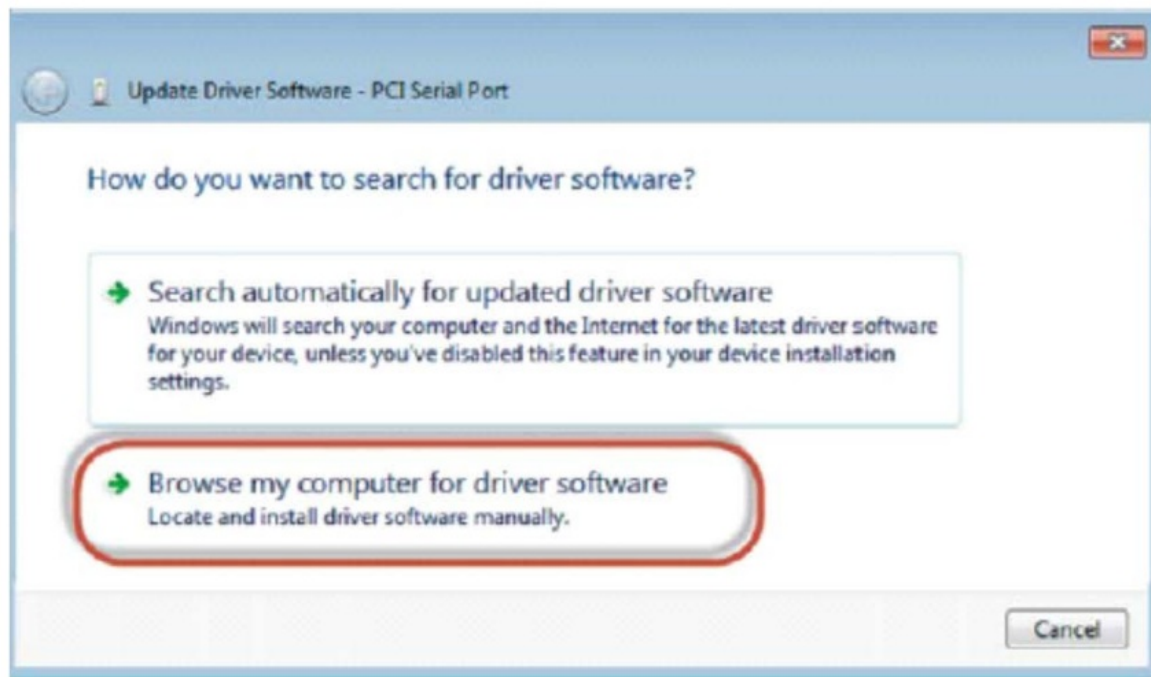 Update Driver Software - PCI Serial Port
How do you want to search for driver software?
Search automatically for updated driver software
Windows will search your computer and the Internet for the latest driver software
for your device, unless you've disabled this feature in your device installation
settings.
Browse my computer for driver software
Locate and install driver software manually.
Cancel